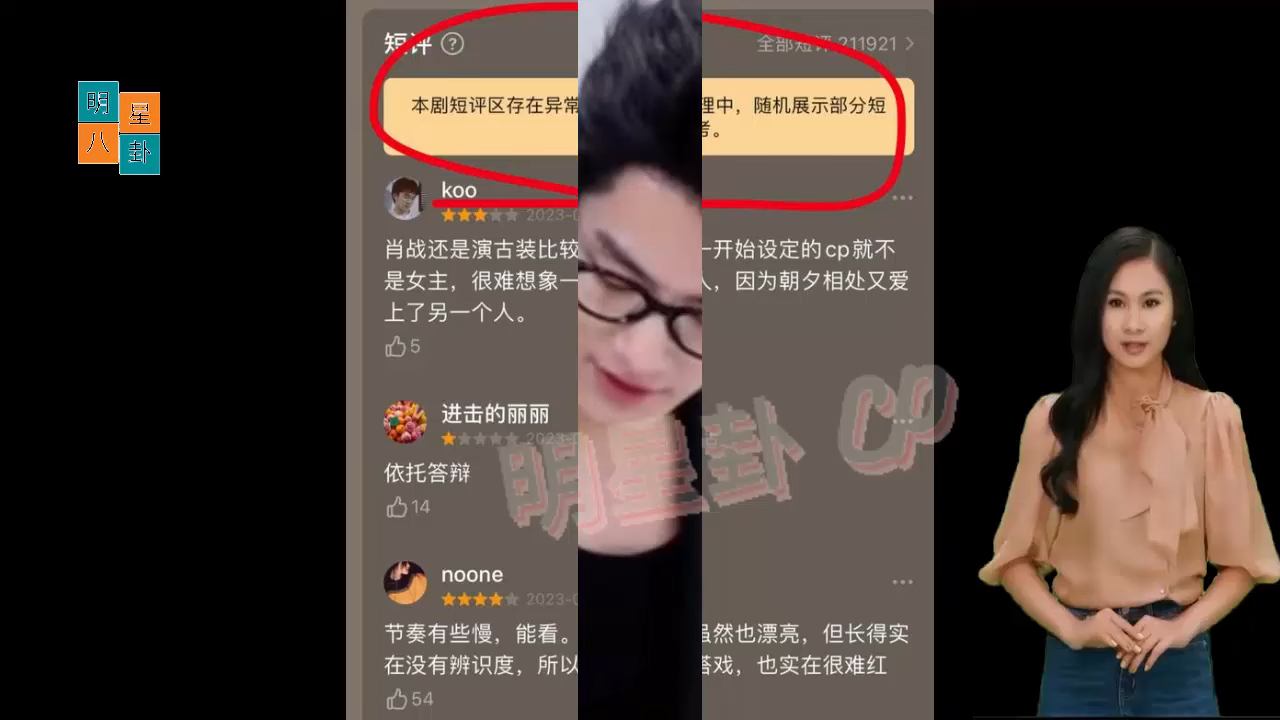 明
星
八
卦
短评 ?
全部短评 211921
本剧短评区存在异常
理中，随机展示部分短
考。
koo
2023-0
肖战还是演古装比较
一开始设定的cp就不
是女主，很难想象一
人，因为朝夕相处又爱
上了另一个人。
5
进击的丽丽
2023-0
依托答辩
14
明星卦 CP
noone
2023-0
节奏有些慢，能看。
虽然也漂亮，但长得实
在没有辨识度，所以
搭戏，也实在很难红
54